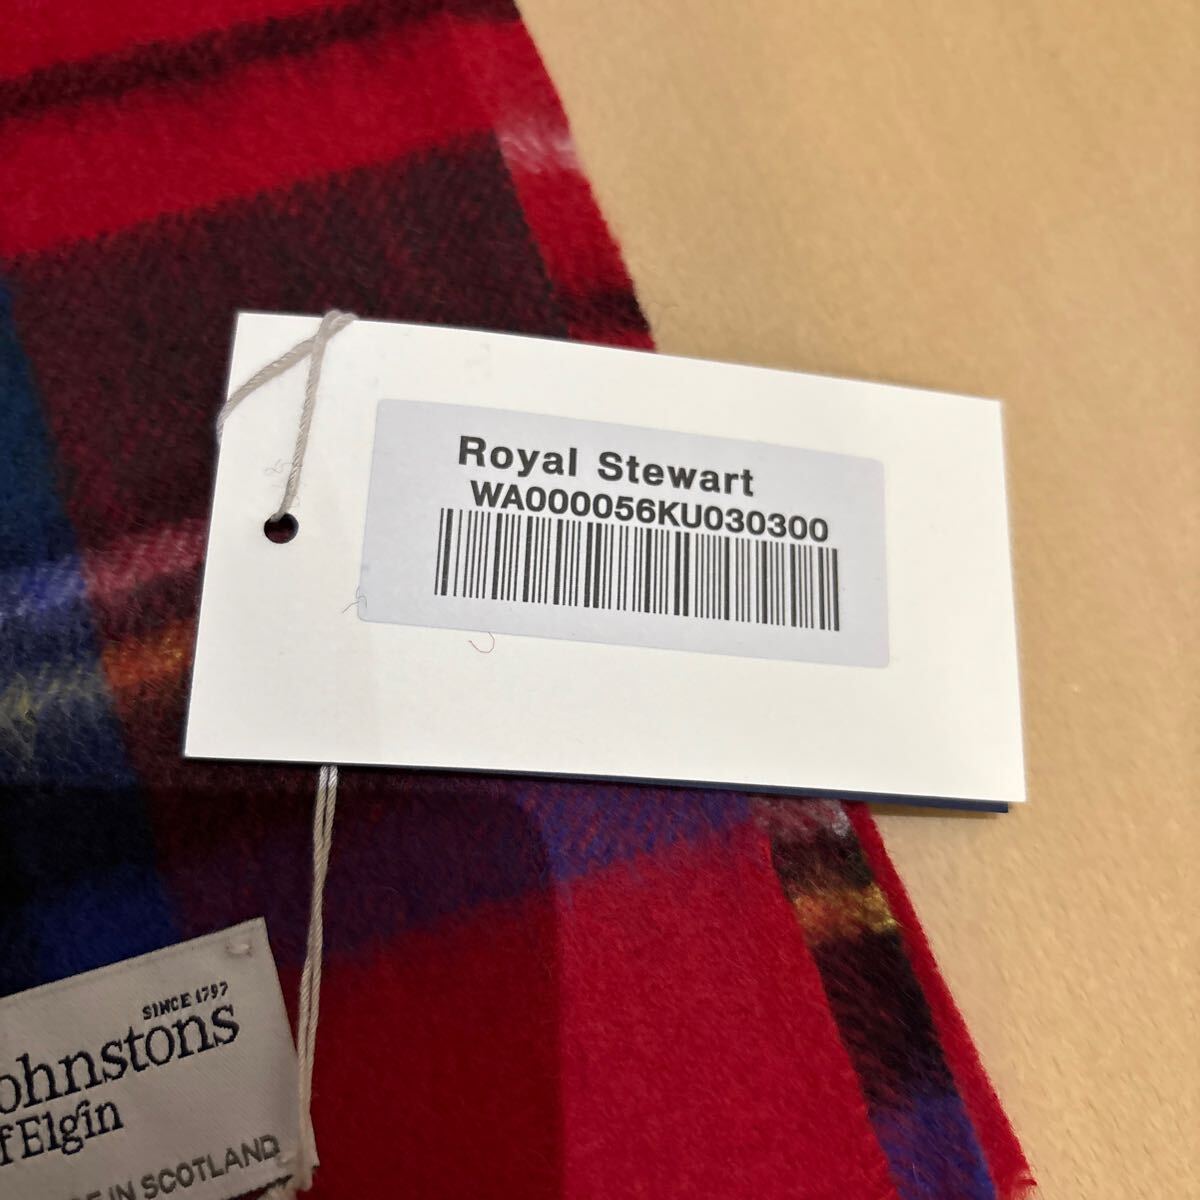 Royal Stewart
WA000056KU030300
SINCE 1797
ohnstons
f Elgin
IN SCOTLAND